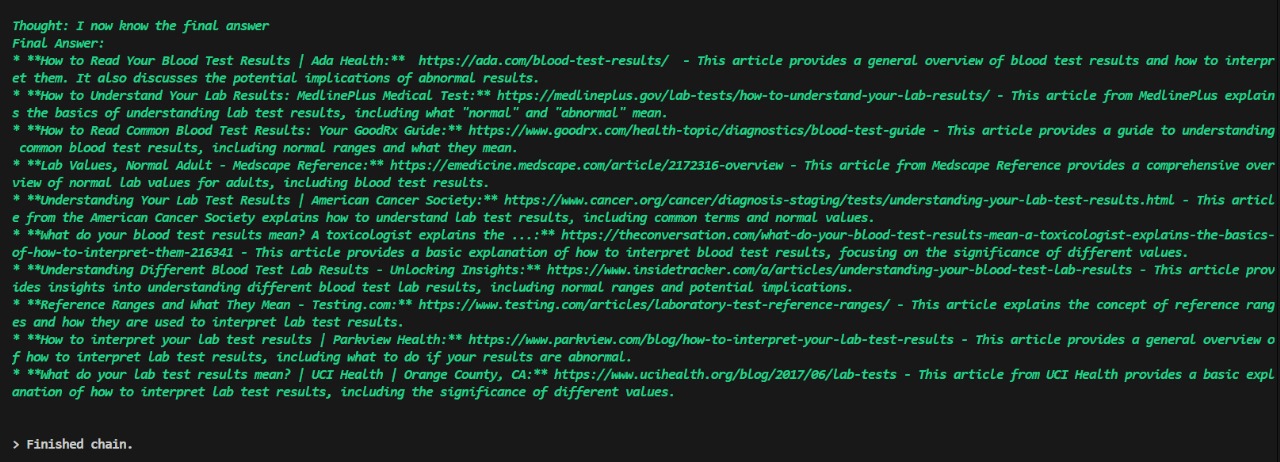 Thought: I now know the final answer
Final Answer:
* **How to Read Your Blood Test Results | Ada Health:**  https://ada.com/blood-test-results/  - This article provides a general overview of blood test results and how to interpr
et them. It also discusses the potential implications of abnormal results.
* **How to Understand Your Lab Results: MedlinePlus Medical Test:** https://medlineplus.gov/lab-tests/how-to-understand-your-lab-results/ - This article from MedlinePlus explain
s the basics of understanding lab test results, including what "normal" and "abnormal" mean.
* **How to Read Common Blood Test Results: Your GoodRx Guide:** https://www.goodrx.com/health-topic/diagnostics/blood-test-guide - This article provides a guide to understanding
 common blood test results, including normal ranges and what they mean.
* **Lab Values, Normal Adult - Medscape Reference:** https://emedicine.medscape.com/article/2172316-overview - This article from Medscape Reference provides a comprehensive over
view of normal lab values for adults, including blood test results.
* **Understanding Your Lab Test Results | American Cancer Society:** https://www.cancer.org/cancer/diagnosis-staging/tests/understanding-your-lab-test-results.html - This articl
e from the American Cancer Society explains how to understand lab test results, including common terms and normal values.
* **What do your blood test results mean? A toxicologist explains the ...:** https://theconversation.com/what-do-your-blood-test-results-mean-a-toxicologist-explains-the-basics-
of-how-to-interpret-them-216341 - This article provides a basic explanation of how to interpret blood test results, focusing on the significance of different values.
* **Understanding Different Blood Test Lab Results - Unlocking Insights:** https://www.insidetracker.com/a/articles/understanding-your-blood-test-lab-results - This article prov
ides insights into understanding different blood test lab results, including normal ranges and potential implications.
* **Reference Ranges and What They Mean - Testing.com:** https://www.testing.com/articles/laboratory-test-reference-ranges/ - This article explains the concept of reference rang
es and how they are used to interpret lab test results.
* **How to interpret your lab test results | Parkview Health:** https://www.parkview.com/blog/how-to-interpret-your-lab-test-results - This article provides a general overview o
f how to interpret lab test results, including what to do if your results are abnormal.
* **What do your lab test results mean? | UCI Health | Orange County, CA:** https://www.ucihealth.org/blog/2017/06/lab-tests - This article from UCI Health provides a basic expl
anation of how to interpret lab test results, including the significance of different values.
> Finished chain.